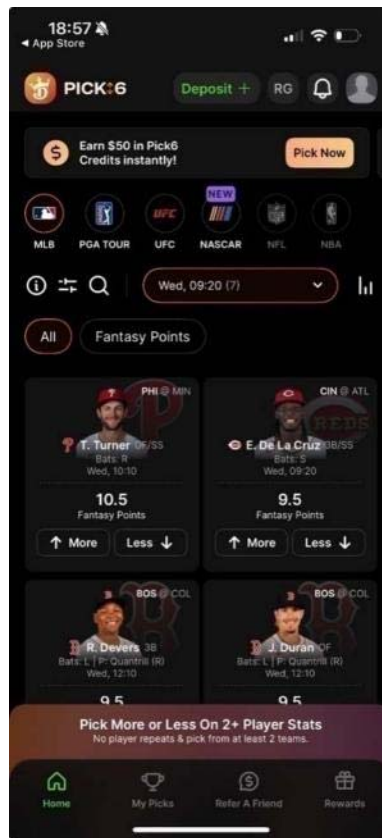 18:57
◀ App Store
PICK6
Deposit +
RG
Earn $50 in Pick6
Credits instantly!
Pick Now
NEW
MLB
PGA TOUR
UFC
NASCAR
NFL
NBA
Wed, 09:20 (7)
All
Fantasy Points
PHI @ MIN
T. Turner OF/SS
Bats: R
Wed, 10:10
10.5
Fantasy Points
↑ More
Less ↓
CIN @ ATL
REDS
E. De La Cruz 3B/SS
Bats: S
Wed, 09:20
9.5
Fantasy Points
↑ More
Less ↓
BOS @ COL
R. Devers 3B
Bats: L | P: Quantrill (R)
Wed, 12:10
9.5
BOS @ COL
J. Duran OF
Bats: L | P: Quantrill (R)
Wed, 12:10
9.5
Pick More or Less On 2+ Player Stats
No player repeats & pick from at least 2 teams.
Home
My Picks
Refer A Friend
Rewards